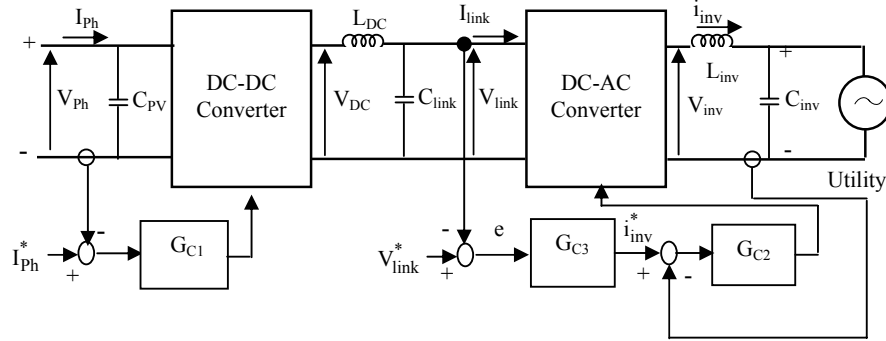 I_Ph
L_DC
I_link
i_inv
+
-
V_Ph
C_PV
DC-DC
Converter
V_DC
C_link
V_link
DC-AC
Converter
V_inv
L_inv
C_inv
+
-
Utility
I*_Ph
+
-
G_C1
V*_link
+
-
e
G_C3
i*_inv
+
-
G_C2